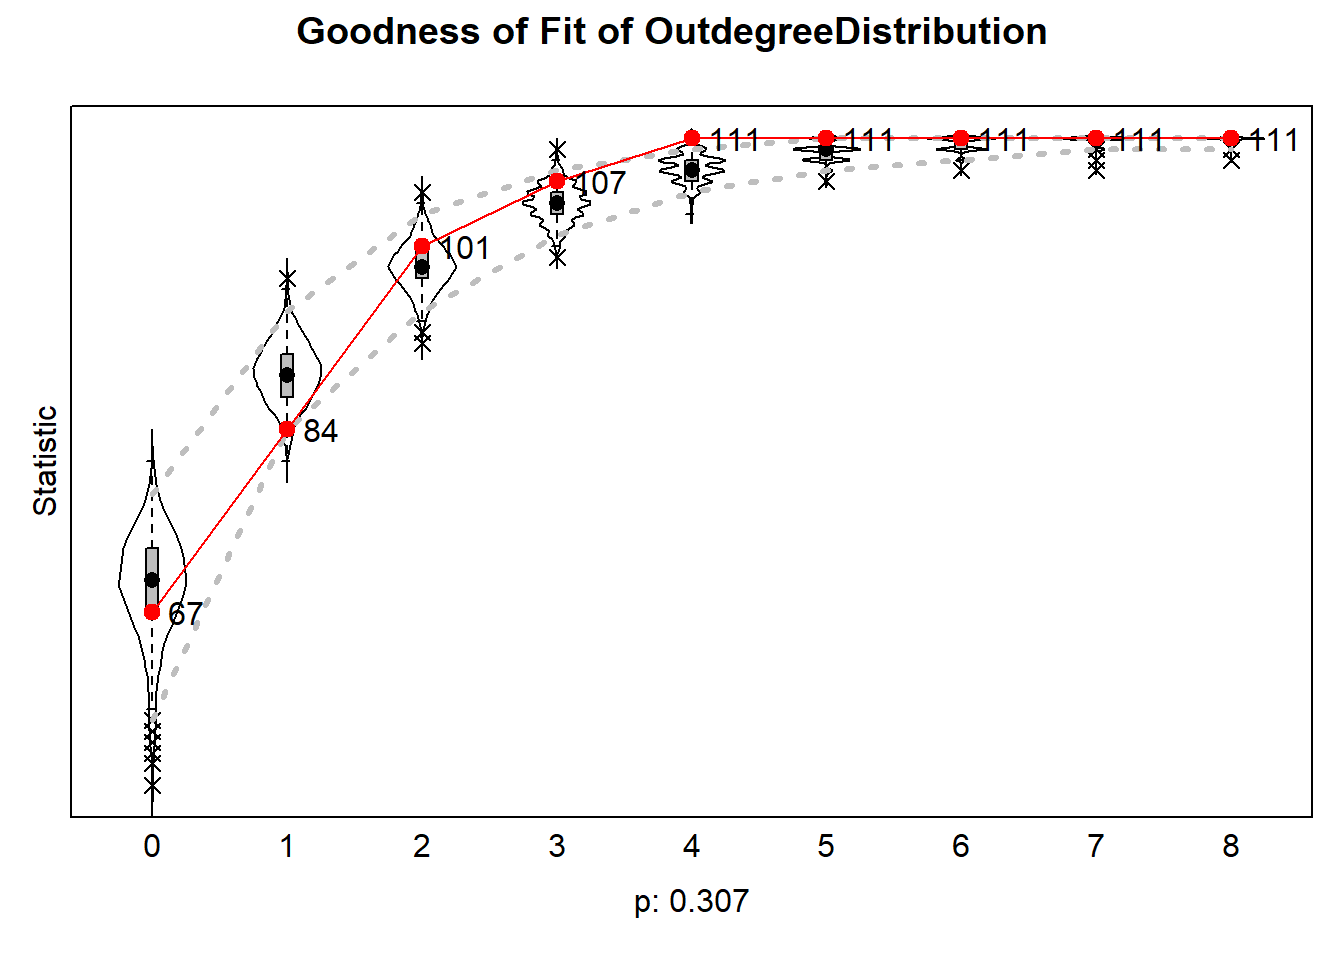 Goodness of Fit of OutdegreeDistribution
Statistic
67
84
101
107
111
111
111
111
111
0 1 2 3 4 5 6 7 8
p: 0.307